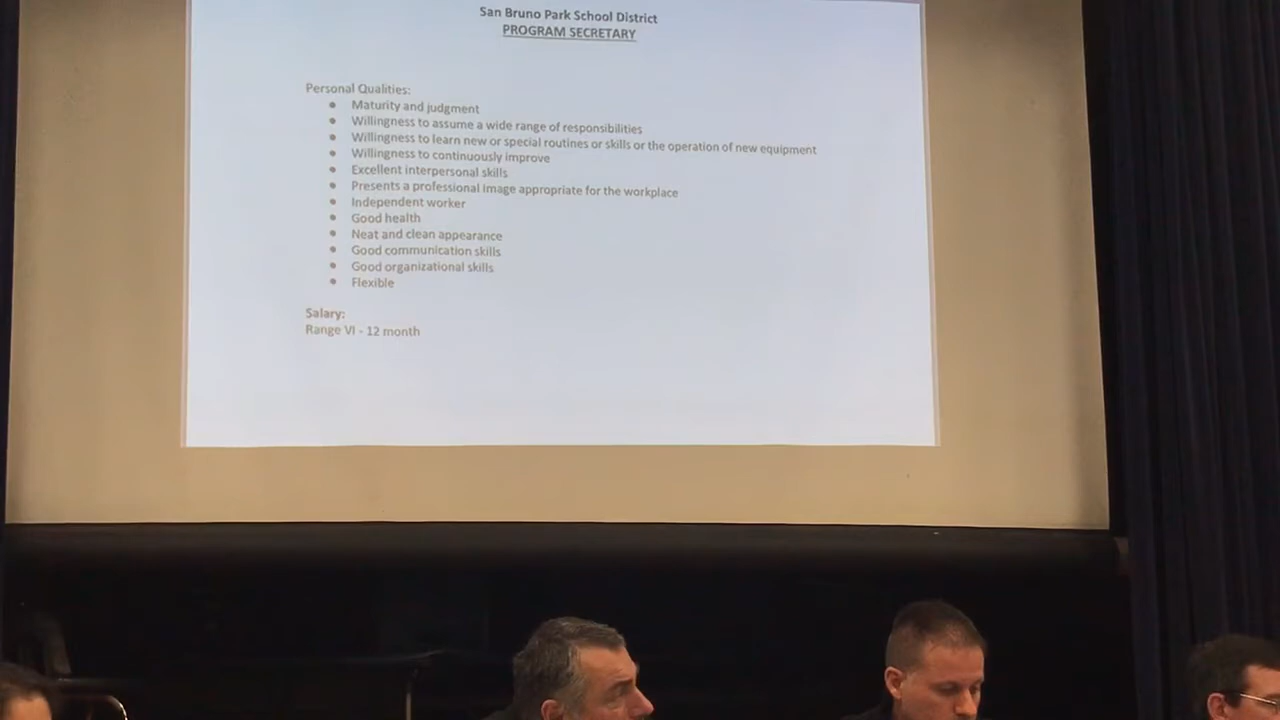 San Bruno Park School District
PROGRAM SECRETARY
Personal Qualities:
• Maturity and judgment
• Willingness to assume a wide range of responsibilities
• Willingness to learn new or special routines or skills or the operation of new equipment
• Willingness to continuously improve
• Excellent interpersonal skills
• Presents a professional image appropriate for the workplace
• Independent worker
• Good health
• Neat and clean appearance
• Good communication skills
• Good organizational skills
• Flexible
Salary:
Range VI - 12 month